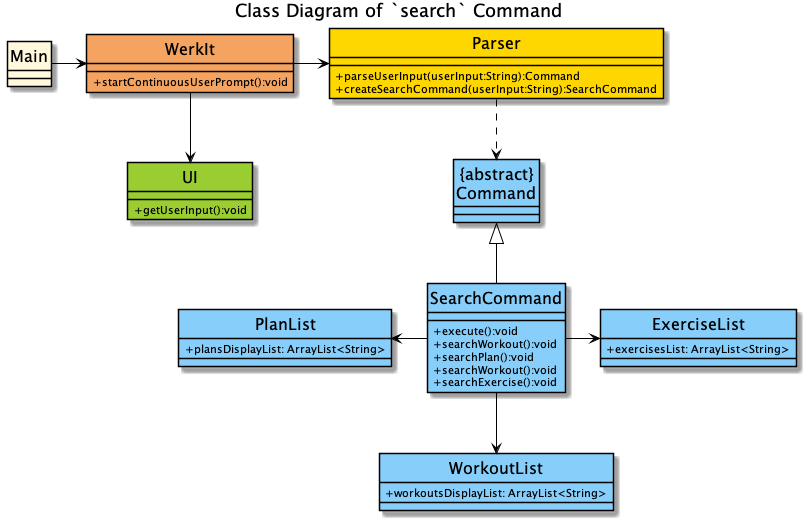 Class Diagram of `search` Command
Main
WerkIt
+startContinuousUserPrompt():void
Parser
+parseUserInput(userInput:String):Command
+createSearchCommand(userInput:String):SearchCommand
UI
+getUserInput():void
{abstract}
Command
SearchCommand
+execute():void
+searchWorkout():void
+searchPlan():void
+searchWorkout():void
+searchExercise():void
PlanList
+plansDisplayList: ArrayList<String>
ExerciseList
+exercisesList: ArrayList<String>
WorkoutList
+workoutsDisplayList: ArrayList<String>